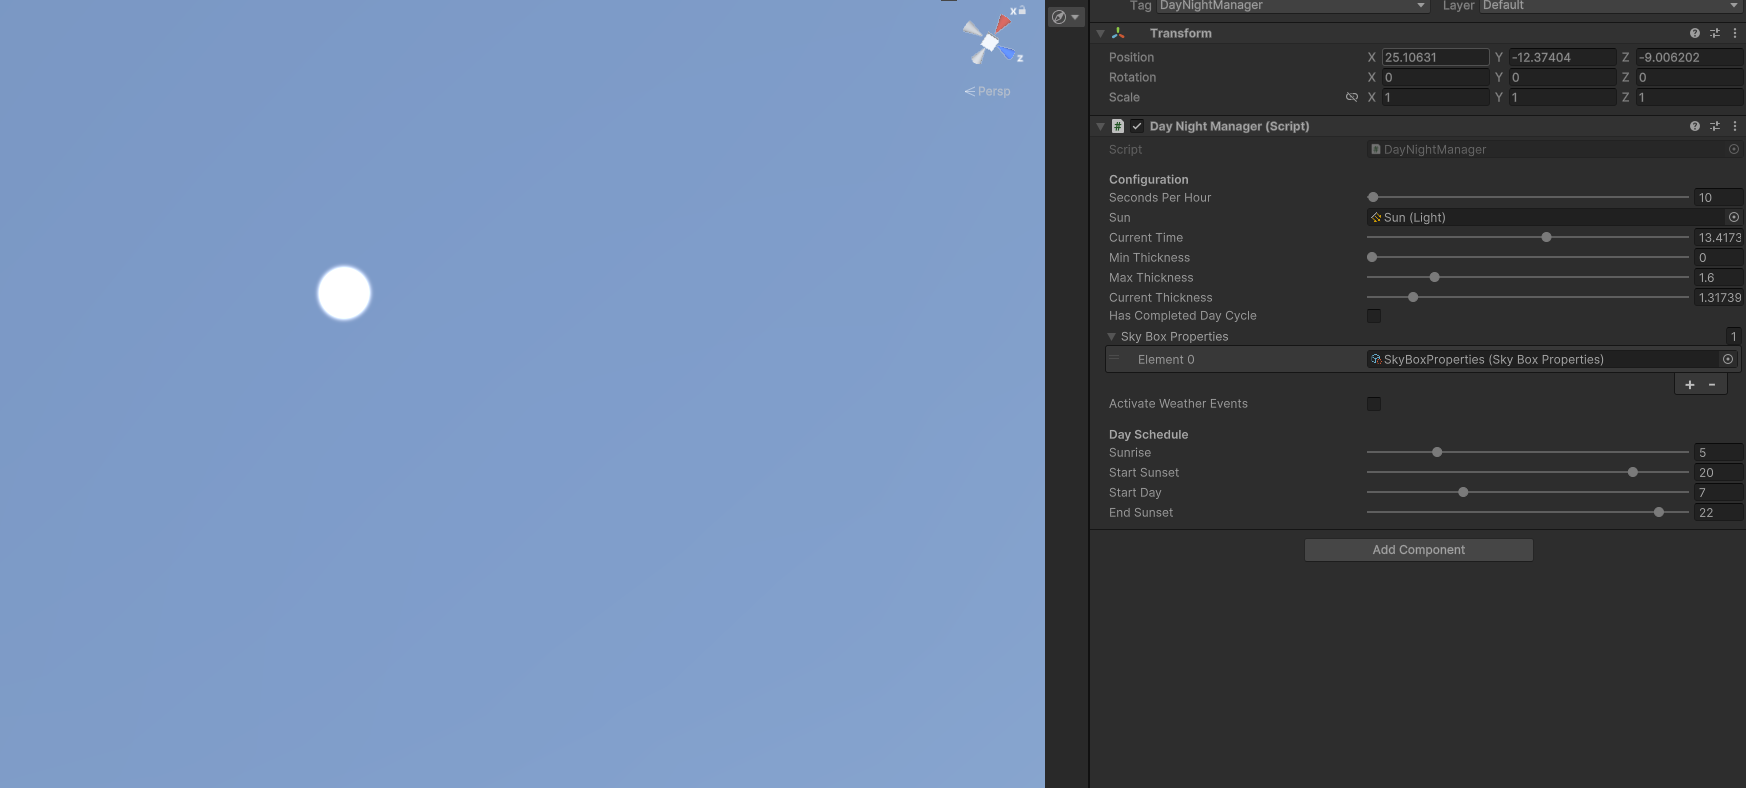 Tag DayNightManager Layer Default
x
z
Persp
Transform
Position X 25.10631 Y -12.37404 Z -9.006202
Rotation X 0 Y 0 Z 0
Scale X 1 Y 1 Z 1
# Day Night Manager (Script)
Script # DayNightManager
Configuration
Seconds Per Hour 10
Sun Sun (Light)
Current Time 13.4173
Min Thickness 0
Max Thickness 1.6
Current Thickness 1.31739
Has Completed Day Cycle
Sky Box Properties 1
Element 0 SkyBoxProperties (Sky Box Properties)
+ -
Activate Weather Events
Day Schedule
Sunrise 5
Start Sunset 20
Start Day 7
End Sunset 22
Add Component